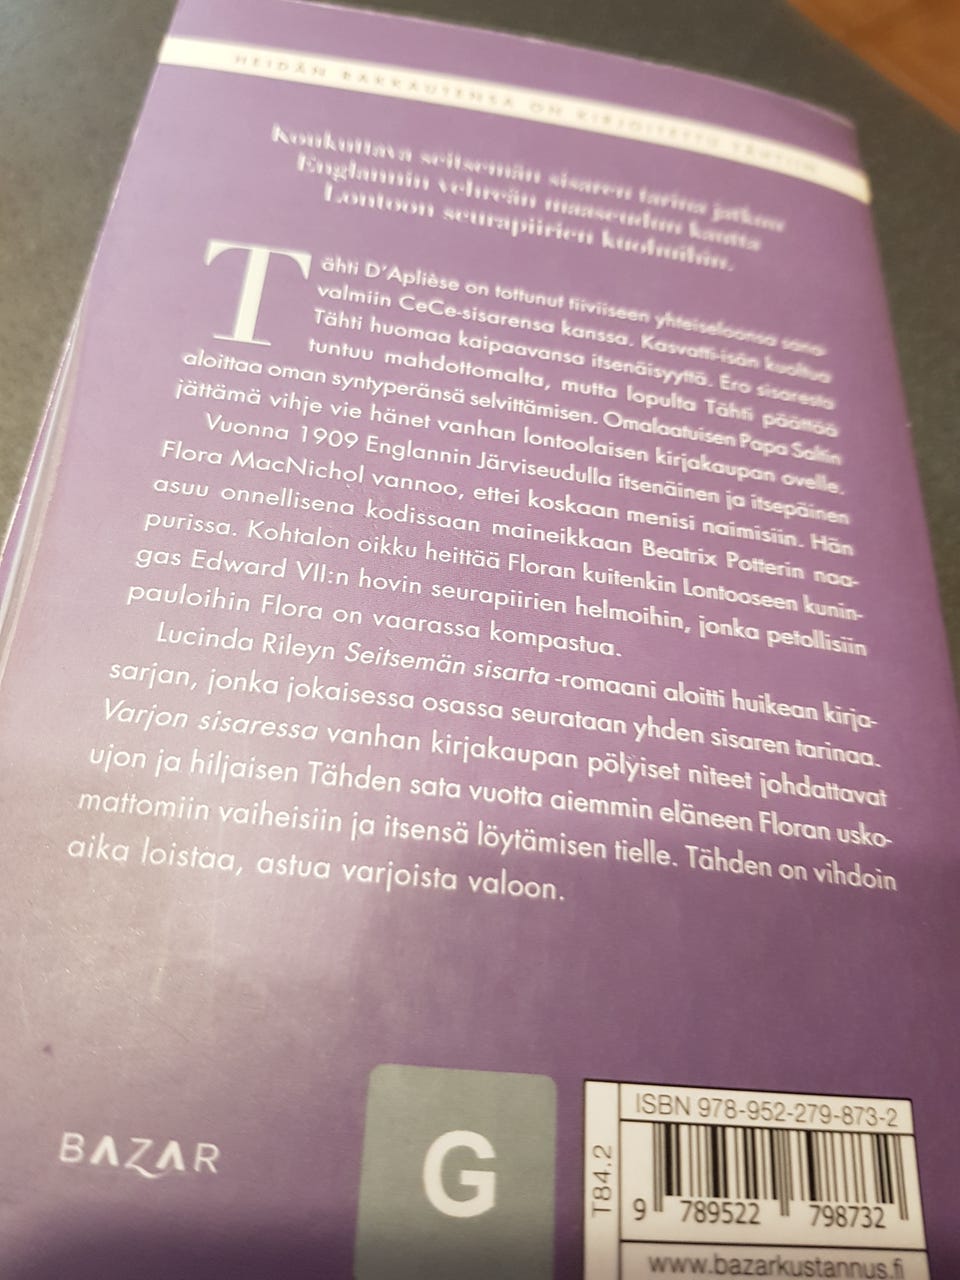 HEIDÄN RAKKAUTENSA ON KIRJOITETTU TÄHTIIN
Koukuttava seitsemän sisaren tarina jatkuu
Englannin vehreän maaseudun kautta
Lontoon seurapiirien kuohuihin.
Tähti D'Aplièse on tottunut tiiviiseen yhteiseloonsa sana-
valmiin CeCe-sisarensa kanssa. Kasvatti-isän kuoltua
Tähti huomaa kaipaavansa itsenäisyyttä. Ero sisaresta
tuntuu mahdottomalta, mutta lopulta Tähti päättää
aloittaa oman syntyperänsä selvittämisen. Omalaatuisen Papa Saltin
jättämä vihje vie hänet vanhan lontoolaisen kirjakaupan ovelle.
Vuonna 1909 Englannin Järviseudulla itsenäinen ja itsepäinen
Flora MacNichol vannoo, ettei koskaan menisi naimisiin. Hän
asuu onnellisena kodissaan maineikkaan Beatrix Potterin naa-
purissa. Kohtalon oikku heittää Floran kuitenkin Lontooseen kunin-
gas Edward VII:n hovin seurapiirien helmoihin, jonka petollisiin
pauloihin Flora on vaarassa kompastua.
Lucinda Rileyn Seitsemän sisarta -romaani aloitti huikean kirja-
sarjan, jonka jokaisessa osassa seurataan yhden sisaren tarinaa.
Varjon sisaressa vanhan kirjakaupan pölyiset niteet johdattavat
ujon ja hiljaisen Tähden sata vuotta aiemmin eläneen Floran usko-
mattomiin vaiheisiin ja itsensä löytämisen tielle. Tähden on vihdoin
aika loistaa, astua varjoista valoon.
BAZAR
G
T84.2
ISBN 978-952-279-873-2
9 789522 798732
www.bazarkustannus.fi